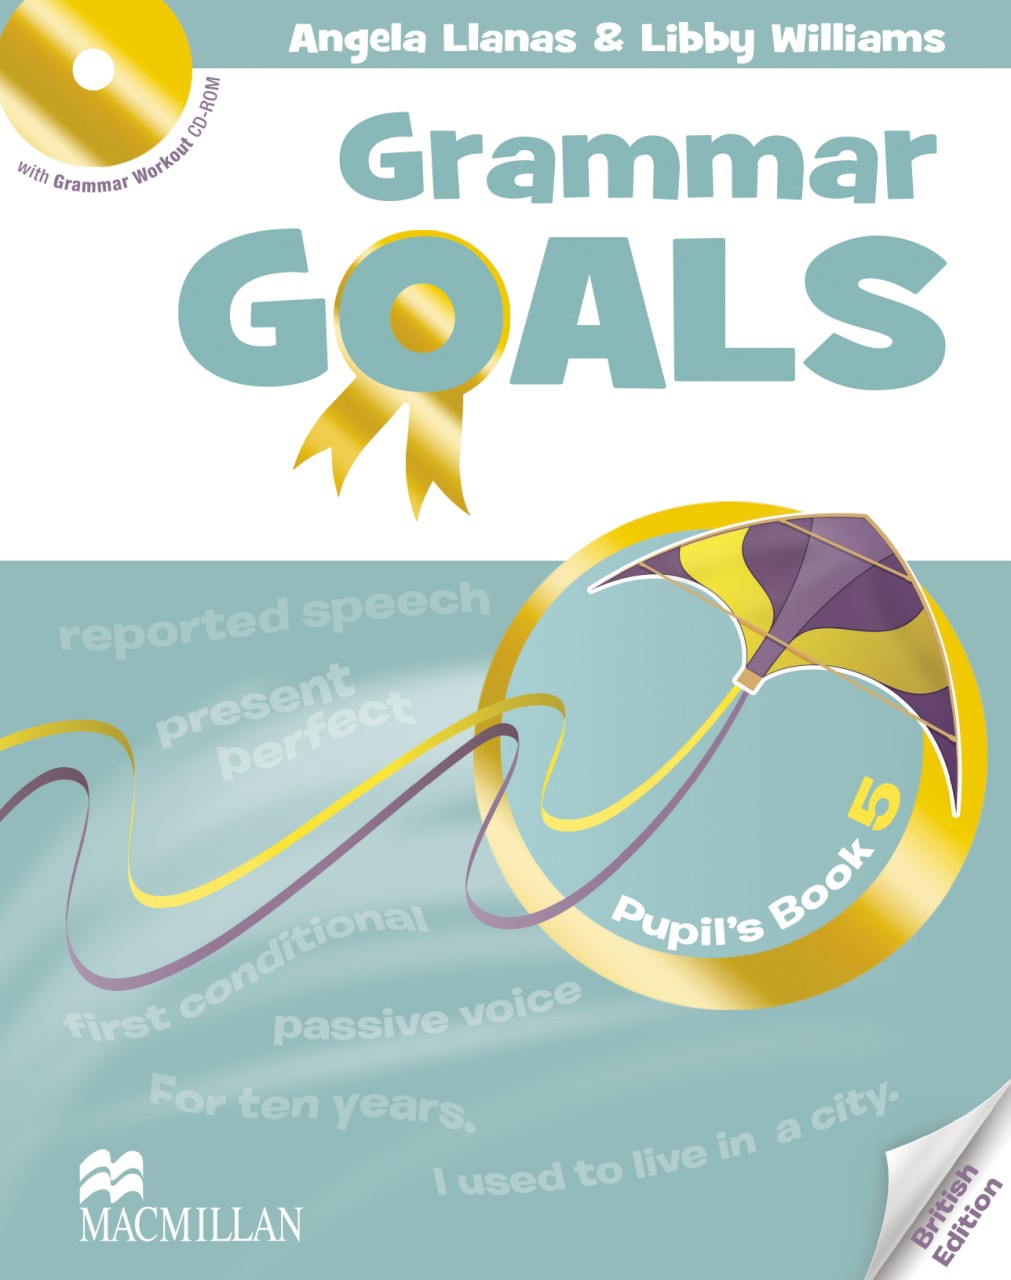 Angela Llanas & Libby Williams
with Grammar Workout CD-ROM
Grammar
GOALS
reported speech
present
perfect
Pupil's Book 5
first conditional
passive voice
For ten years.
I used to live in a city.
MACMILLAN
British
Edition